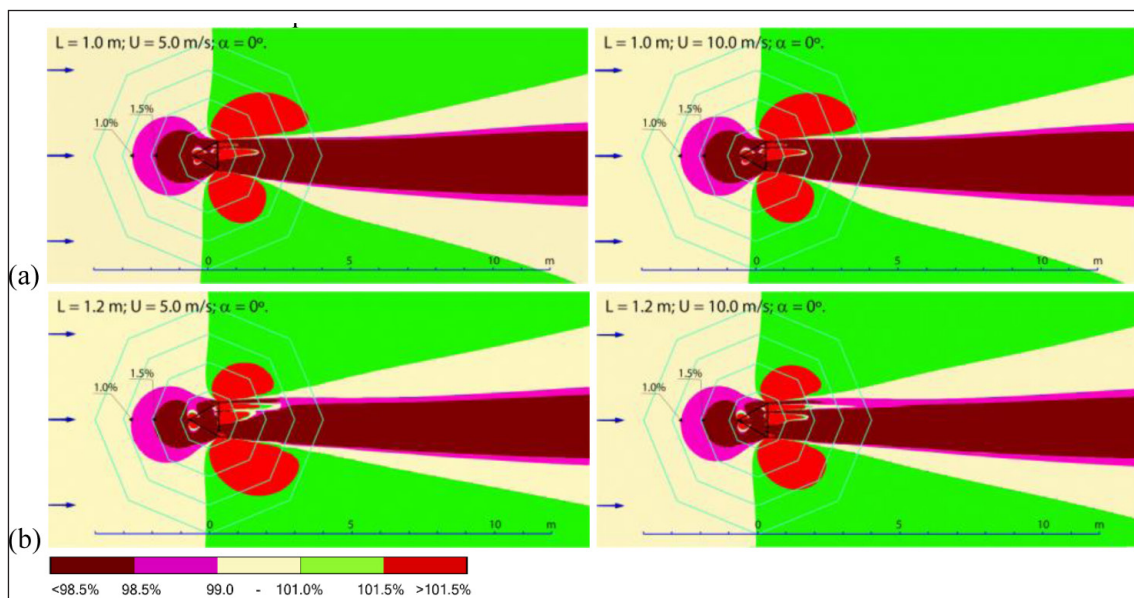 L = 1.0 m; U = 5.0 m/s; α = 0º.
1.5%
1.0%
0 5 10 m
L = 1.0 m; U = 10.0 m/s; α = 0º.
1.5%
1.0%
0 5 10 m
(a)
L = 1.2 m; U = 5.0 m/s; α = 0º.
1.5%
1.0%
0 5 10 m
L = 1.2 m; U = 10.0 m/s; α = 0º.
1.5%
1.0%
0 5 10 m
(b)
<98.5% 98.5% 99.0 - 101.0% 101.5% >101.5%